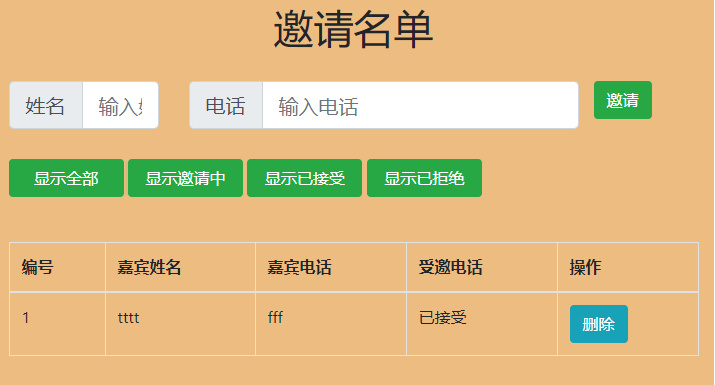 邀请名单
姓名 输入 电话 输入电话 邀请
显示全部 显示邀请中 显示已接受 显示已拒绝
编号 嘉宾姓名 嘉宾电话 受邀电话 操作
1 tttt fff 已接受 删除